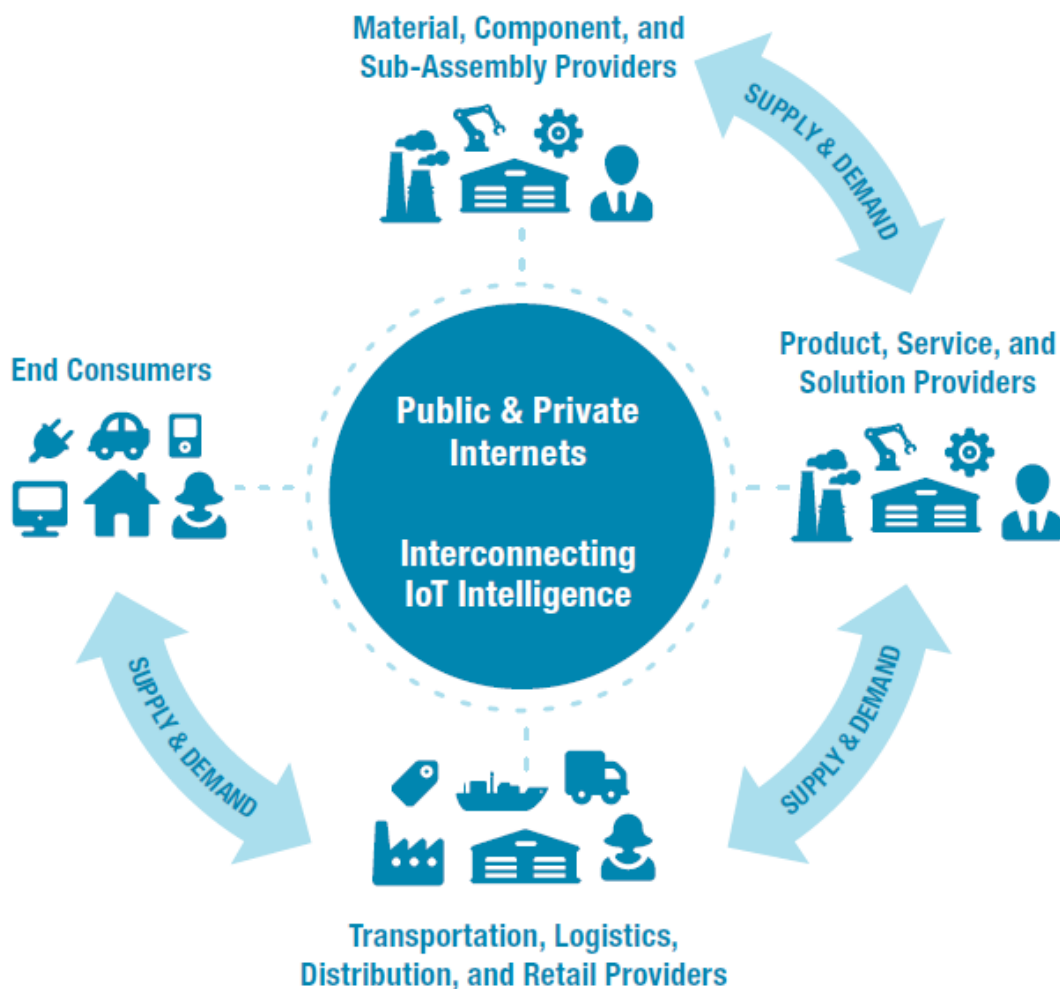 Material, Component, and
Sub-Assembly Providers
SUPPLY & DEMAND
Product, Service, and
Solution Providers
End Consumers
Public & Private
Internets
Interconnecting
IoT Intelligence
SUPPLY & DEMAND
SUPPLY & DEMAND
Transportation, Logistics,
Distribution, and Retail Providers